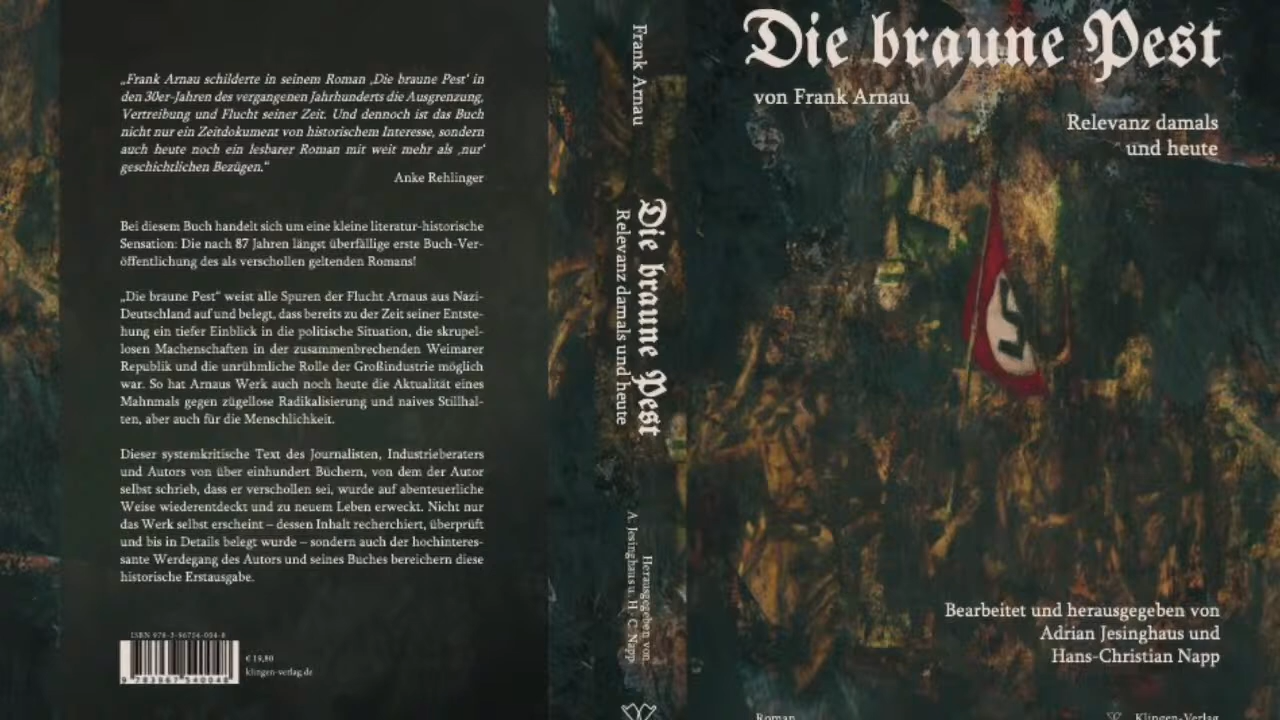 „Frank Arnau schilderte in seinem Roman ‚Die braune Pest‘ in
den 30er-Jahren des vergangenen Jahrhunderts die Ausgrenzung,
Vertreibung und Flucht seiner Zeit. Und dennoch ist das Buch
nicht nur ein Zeitdokument von historischem Interesse, sondern
auch heute noch ein lesbarer Roman mit weit mehr als ‚nur‘
geschichtlichen Bezügen.“
Anke Rehlinger
Bei diesem Buch handelt sich um eine kleine literatur-historische
Sensation: Die nach 87 Jahren längst überfällige erste Buch-Ver-
öffentlichung des als verschollen geltenden Romans!
„Die braune Pest“ weist alle Spuren der Flucht Arnaus aus Nazi-
Deutschland auf und belegt, dass bereits zu der Zeit seiner Entste-
hung ein tiefer Einblick in die politische Situation, die skrupel-
losen Machenschaften in der zusammenbrechenden Weimarer
Republik und die unrühmliche Rolle der Großindustrie möglich
war. So hat Arnaus Werk auch noch heute die Aktualität eines
Mahnmals gegen zügellose Radikalisierung und naives Stillhal-
ten, aber auch für die Menschlichkeit.
Dieser systemkritische Text des Journalisten, Industrieberaters
und Autors von über einhundert Büchern, von dem der Autor
selbst schrieb, dass er verschollen sei, wurde auf abenteuerliche
Weise wiederentdeckt und zu neuem Leben erweckt. Nicht nur
das Werk selbst erscheint – dessen Inhalt recherchiert, überprüft
und bis in Details belegt wurde – sondern auch der hochinteres-
sante Werdegang des Autors und seines Buches bereichern diese
historische Erstausgabe.
ISBN 978-3-96754-004-8
9 783967 540048
€ 19,80
klingen-verlag.de
Frank Arnau
Die braune Pest
Relevanz damals und heute
Herausgegeben von
A. Jesinghaus u. H. C. Napp
Die braune Pest
von Frank Arnau
Relevanz damals
und heute
Bearbeitet und herausgegeben von
Adrian Jesinghaus und
Hans-Christian Napp
Roman
Klingen-Verlag